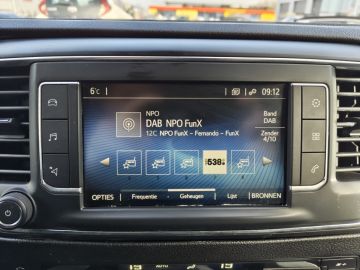 6°C
09:12
NPO
DAB NPO FunX
12C NPO FunX - Fernando - FunX
Band
DAB
Zender
4/10
538
OPTIES
Frequentie
Geheugen
Lijst
BRONNEN